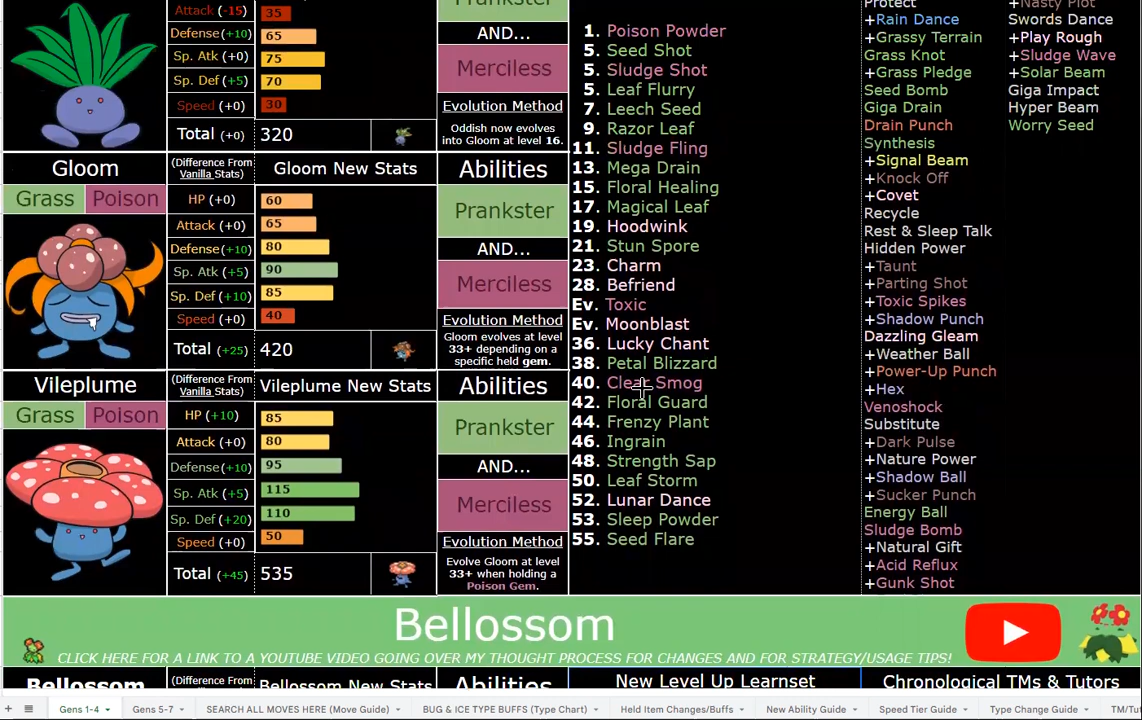 Attack (-15)
35
Defense (+10)
65
Sp. Atk (+0)
75
Sp. Def (+5)
70
Speed (+0)
30
Total (+0)
320
Prankster
AND...
Merciless
Evolution Method
Oddish now evolves
into Gloom at level 16.
Gloom
(Difference From
Vanilla Stats)
Gloom New Stats
Abilities
Grass
Poison
HP (+0)
60
Attack (+0)
65
Defense (+10)
80
Sp. Atk (+5)
90
Sp. Def (+10)
85
Speed (+0)
40
Total (+25)
420
Prankster
AND...
Merciless
Evolution Method
Gloom evolves at level
33+ depending on a
specific held gem.
Vileplume
(Difference From
Vanilla Stats)
Vileplume New Stats
Abilities
Grass
Poison
HP (+10)
85
Attack (+0)
80
Defense (+10)
95
Sp. Atk (+5)
115
Sp. Def (+20)
110
Speed (+0)
50
Total (+45)
535
Prankster
AND...
Merciless
Evolution Method
Evolve Gloom at level
33+ when holding a
Poison Gem.
1. Poison Powder
5. Seed Shot
5. Sludge Shot
5. Leaf Flurry
7. Leech Seed
9. Razor Leaf
11. Sludge Fling
13. Mega Drain
15. Floral Healing
17. Magical Leaf
19. Hoodwink
21. Stun Spore
23. Charm
28. Befriend
Ev. Toxic
Ev. Moonblast
36. Lucky Chant
38. Petal Blizzard
40. Clear Smog
42. Floral Guard
44. Frenzy Plant
46. Ingrain
48. Strength Sap
50. Leaf Storm
52. Lunar Dance
53. Sleep Powder
55. Seed Flare
Protect
+Rain Dance
+Grassy Terrain
Grass Knot
+Grass Pledge
Seed Bomb
Giga Drain
Drain Punch
Synthesis
+Signal Beam
+Knock Off
+Covet
Recycle
Rest & Sleep Talk
Hidden Power
+Taunt
+Parting Shot
+Toxic Spikes
+Shadow Punch
Dazzling Gleam
+Weather Ball
+Power-Up Punch
+Hex
Venoshock
Substitute
+Dark Pulse
+Nature Power
+Shadow Ball
+Sucker Punch
Energy Ball
Sludge Bomb
+Natural Gift
+Acid Reflux
+Gunk Shot
+Nasty Plot
Swords Dance
+Play Rough
+Sludge Wave
+Solar Beam
Giga Impact
Hyper Beam
Worry Seed
Bellossom
CLICK HERE FOR A LINK TO A YOUTUBE VIDEO GOING OVER MY THOUGHT PROCESS FOR CHANGES AND FOR STRATEGY/USAGE TIPS!
Bellossom
(Difference From
Bellossom New Stats
Abilities
New Level Up Learnset
Chronological TMs & Tutors
Gens 1-4
Gens 5-7
SEARCH ALL MOVES HERE (Move Guide)
BUG & ICE TYPE BUFFS (Type Chart)
Held Item Changes/Buffs
New Ability Guide
Speed Tier Guide
Type Change Guide
TM/Tu